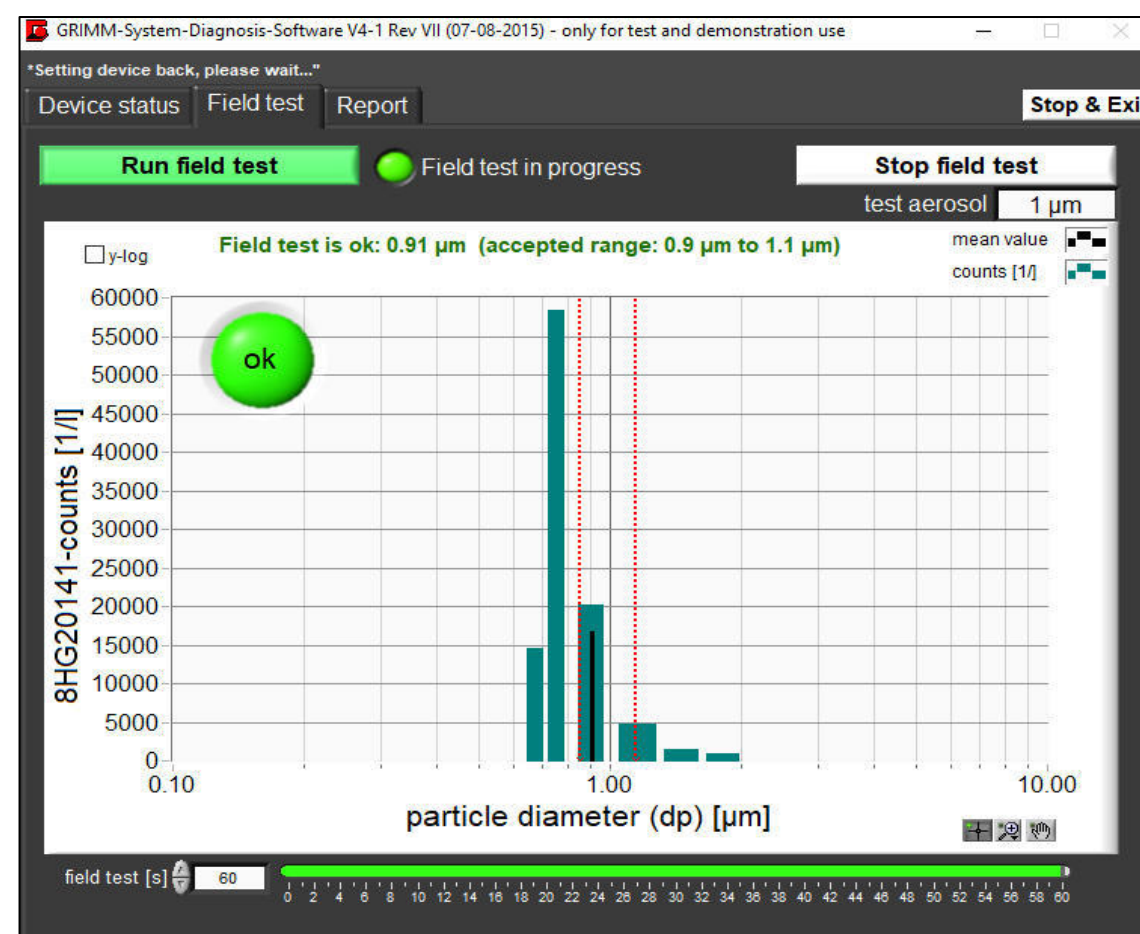 GRIMM-System-Diagnosis-Software V4-1 Rev VII (07-08-2015) - only for test and demonstration use
"Setting device back, please wait..."
Device status Field test Report Stop & Exi
Run field test Field test in progress Stop field test
test aerosol 1 µm
Field test is ok: 0.91 µm (accepted range: 0.9 µm to 1.1 µm)
mean value
y-log
counts [1/l]
ok
8HG20141-counts [1/l]
60000
55000
50000
45000
40000
35000
30000
25000
20000
15000
10000
5000
0
0.10 1.00 10.00
particle diameter (dp) [µm]
field test [s] 60
0 2 4 6 8 10 12 14 16 18 20 22 24 26 28 30 32 34 36 38 40 42 44 46 48 50 52 54 56 58 60